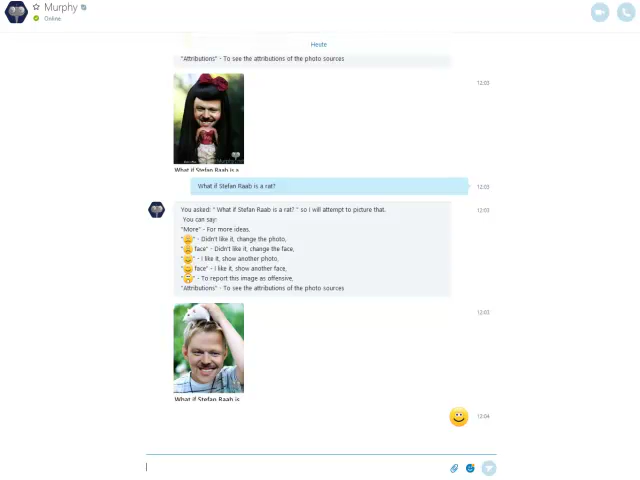 Murphy
Online
Heute
"Attributions" - To see the attributions of the photo sources
12:03
What if Stefan Raab is a
What if Stefan Raab is a rat?
12:03
You asked: " What if Stefan Raab is a rat? " so I will attempt to picture that.
12:03
You can say:
"More" - For more ideas,
" " - Didn't like it, change the photo,
" face" - Didn't like it, change the face,
" " - I like it, show another photo,
" face" - I like it, show another face,
" " - To report this image as offensive,
"Attributions" - To see the attributions of the photo sources
12:03
What if Stefan Raab is
12:04